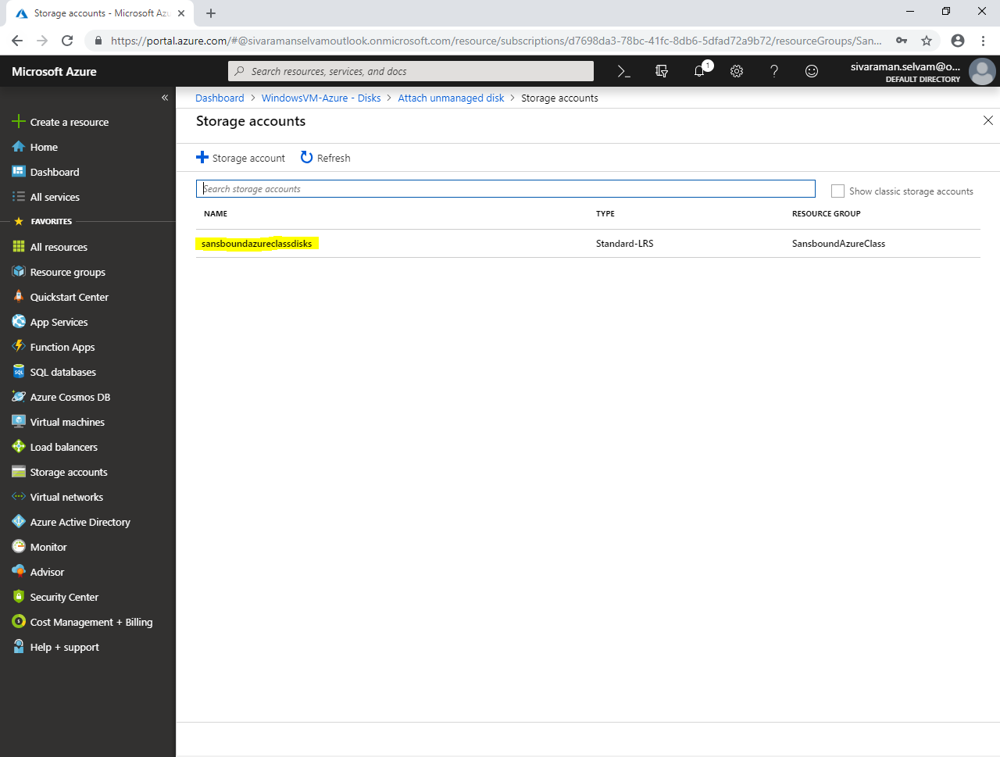 Storage accounts - Microsoft Azu
https://portal.azure.com/#@sivaramanselvamoutlook.onmicrosoft.com/resource/subscriptions/d7698da3-78bc-41fc-8db6-5dfad72a9b72/resourceGroups/San...
Microsoft Azure
Search resources, services, and docs
1
sivaraman.selvam@o...
DEFAULT DIRECTORY
Dashboard > WindowsVM-Azure - Disks > Attach unmanaged disk > Storage accounts
Storage accounts
Storage account
Refresh
Search storage accounts
Show classic storage accounts
NAME TYPE RESOURCE GROUP
sansboundazureclassdisks Standard-LRS SansboundAzureClass
Create a resource
Home
Dashboard
All services
FAVORITES
All resources
Resource groups
Quickstart Center
App Services
Function Apps
SQL databases
Azure Cosmos DB
Virtual machines
Load balancers
Storage accounts
Virtual networks
Azure Active Directory
Monitor
Advisor
Security Center
Cost Management + Billing
Help + support